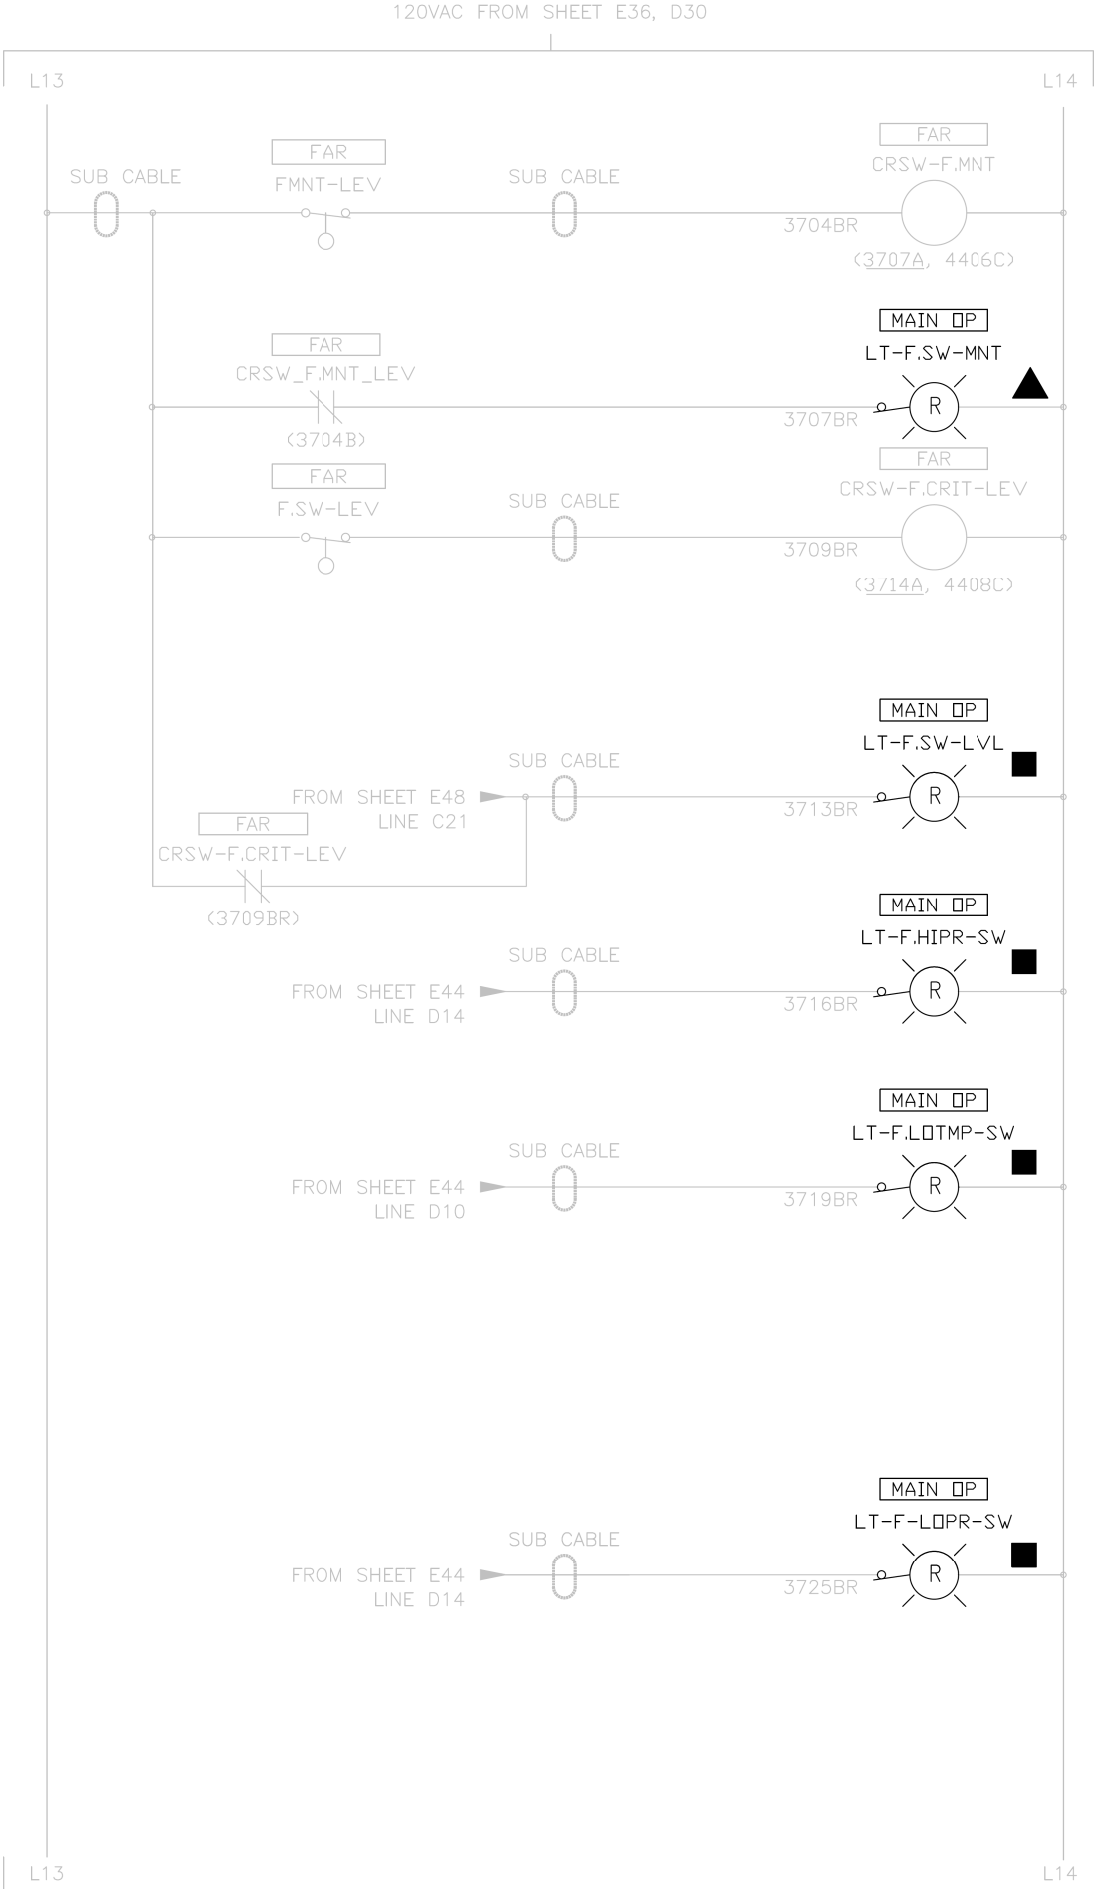 120VAC FROM SHEET E36, D30
L13
L14
FAR
CRSW-F.MNT
SUB CABLE
FAR
FMNT-LEV
SUB CABLE
3704BR
(3707A, 4406C)
MAIN OP
LT-F.SW-MNT
FAR
CRSW_F.MNT_LEV
R
3707BR
(3704B)
FAR
CRSW-F.CRIT-LEV
FAR
F.SW-LEV
SUB CABLE
3709BR
(3714A, 4408C)
MAIN OP
LT-F.SW-LVL
SUB CABLE
FROM SHEET E48
LINE C21
R
3713BR
FAR
CRSW-F.CRIT-LEV
(3709BR)
MAIN OP
LT-F.HIPR-SW
SUB CABLE
FROM SHEET E44
LINE D14
R
3716BR
MAIN OP
LT-F.LOTMP-SW
SUB CABLE
FROM SHEET E44
LINE D10
R
3719BR
MAIN OP
LT-F-LOPR-SW
SUB CABLE
FROM SHEET E44
LINE D14
R
3725BR
L13
L14